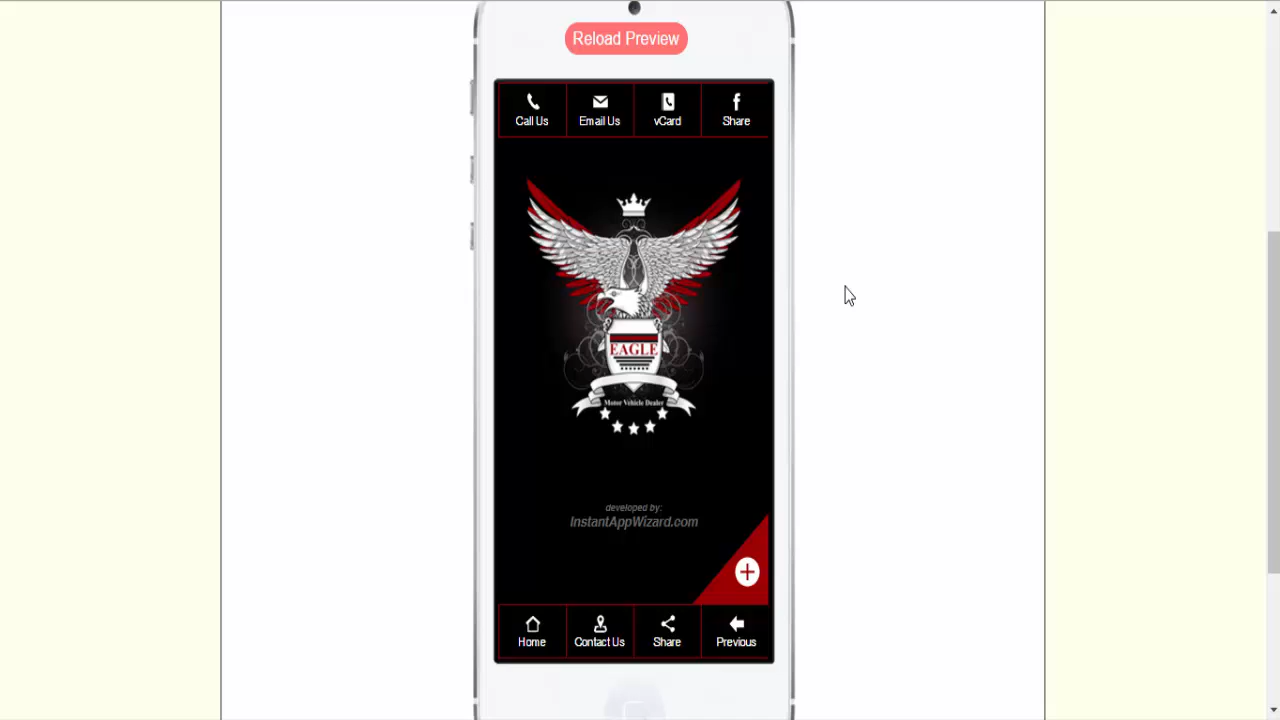 Reload Preview
Call Us
Email Us
vCard
Share
EAGLE
Motor Vehicle Dealer
developed by:
InstantAppWizard.com
Home
Contact Us
Share
Previous